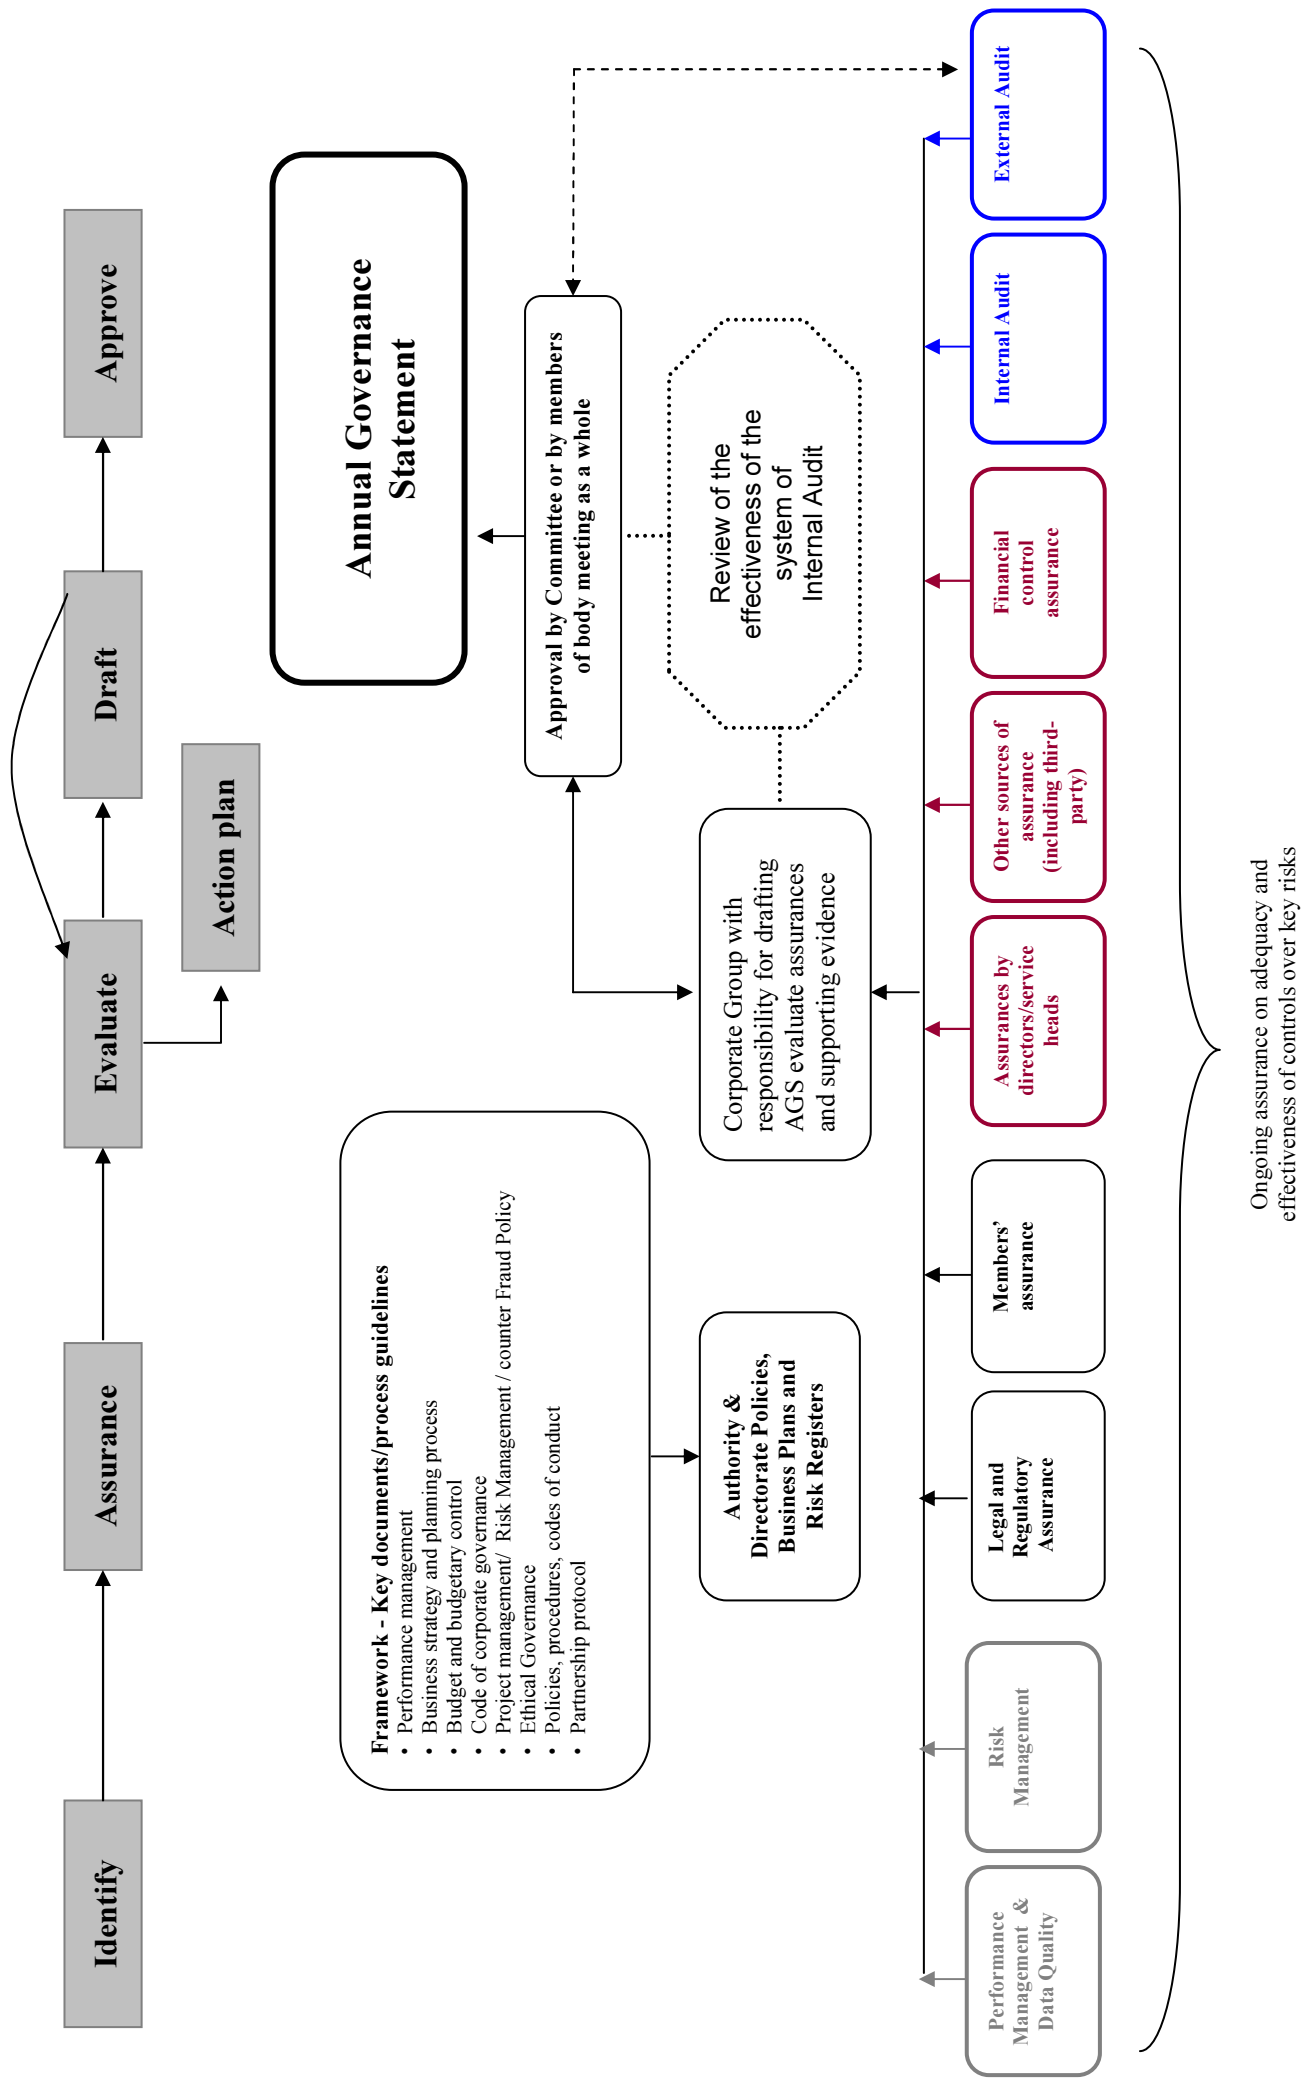 Identify
Assurance
Evaluate
Draft
Approve
Action plan
Annual Governance
Statement
Framework - Key documents/process guidelines
• Performance management
• Business strategy and planning process
• Budget and budgetary control
• Code of corporate governance
• Project management/ Risk Management / counter Fraud Policy
• Ethical Governance
• Policies, procedures, codes of conduct
• Partnership protocol
Approval by Committee or by members
of body meeting as a whole
Authority &
Directorate Policies,
Business Plans and
Risk Registers
Corporate Group with
responsibility for drafting
AGS evaluate assurances
and supporting evidence
Review of the
effectiveness of the
system of
Internal Audit
Performance
Management &
Data Quality
Risk
Management
Legal and
Regulatory
Assurance
Members’
assurance
Assurances by
directors/service
heads
Other sources of
assurance
(including third-
party)
Financial
control
assurance
Internal Audit
External Audit
Ongoing assurance on adequacy and
effectiveness of controls over key risks